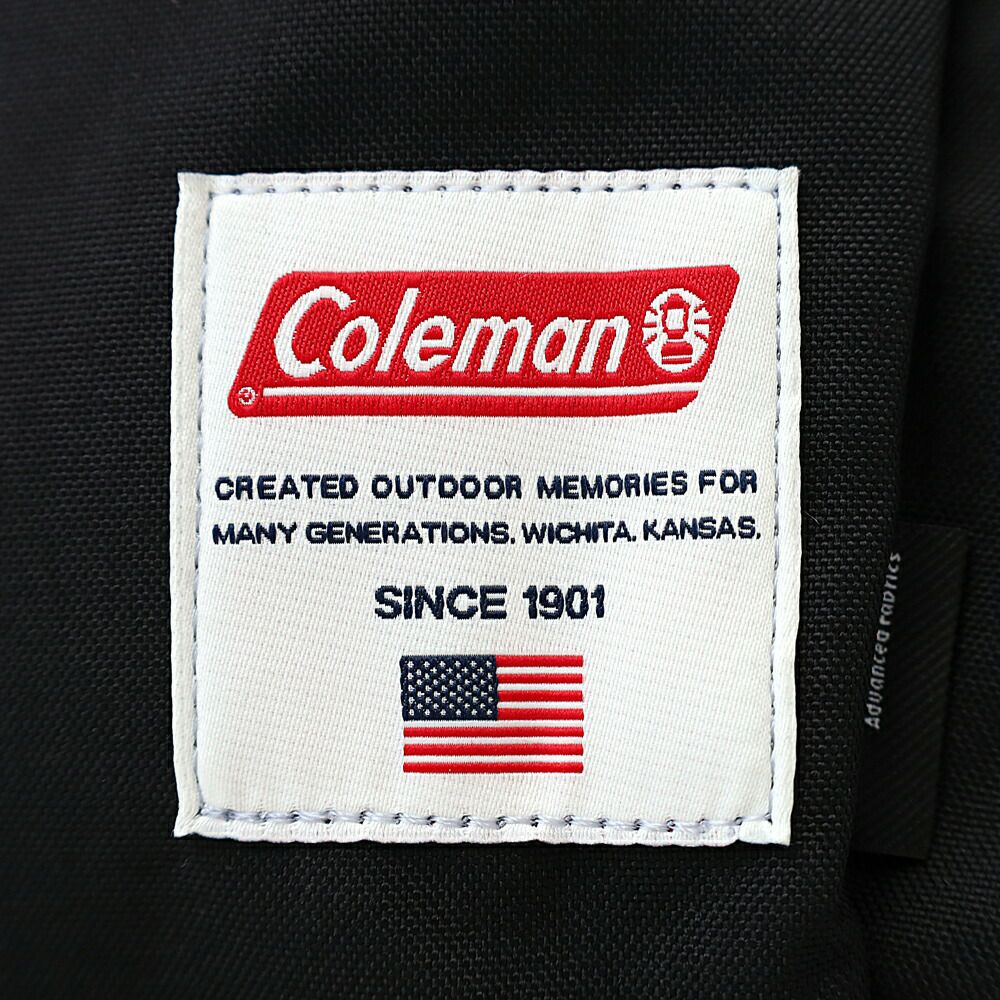 Coleman
®
CREATED OUTDOOR MEMORIES FOR
MANY GENERATIONS. WICHITA. KANSAS.
SINCE 1901
Advanced Fabrics